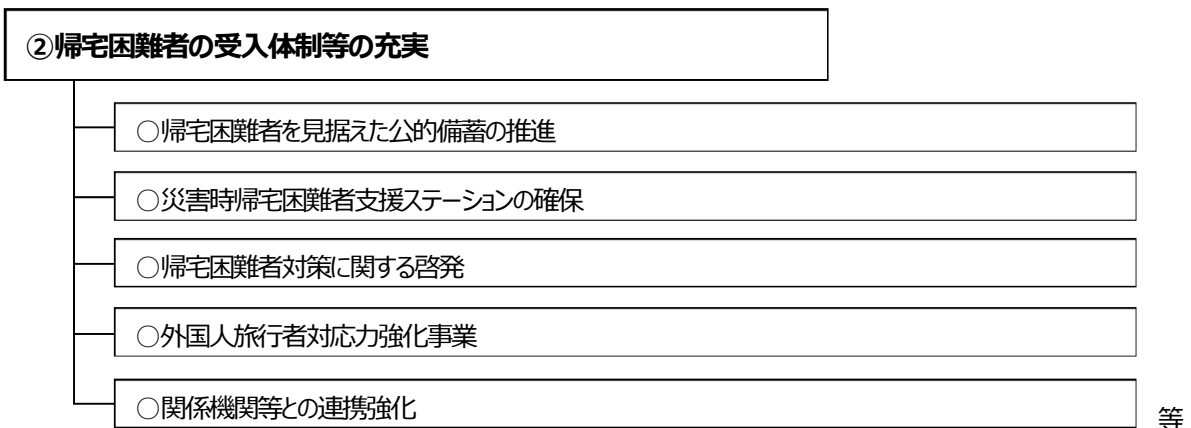 ②帰宅困難者の受入体制等の充実
○帰宅困難者を見据えた公的備蓄の推進
○災害時帰宅困難者支援ステーションの確保
○帰宅困難者対策に関する啓発
○外国人旅行者対応力強化事業
○関係機関等との連携強化
等